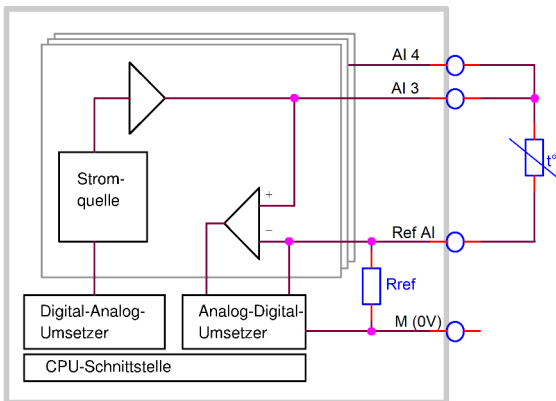 AI 4
AI 3
Strom-
quelle
t°
+
−
Ref AI
Rref
Digital-Analog-
Umsetzer
Analog-Digital-
Umsetzer
M (0V)
CPU-Schnittstelle